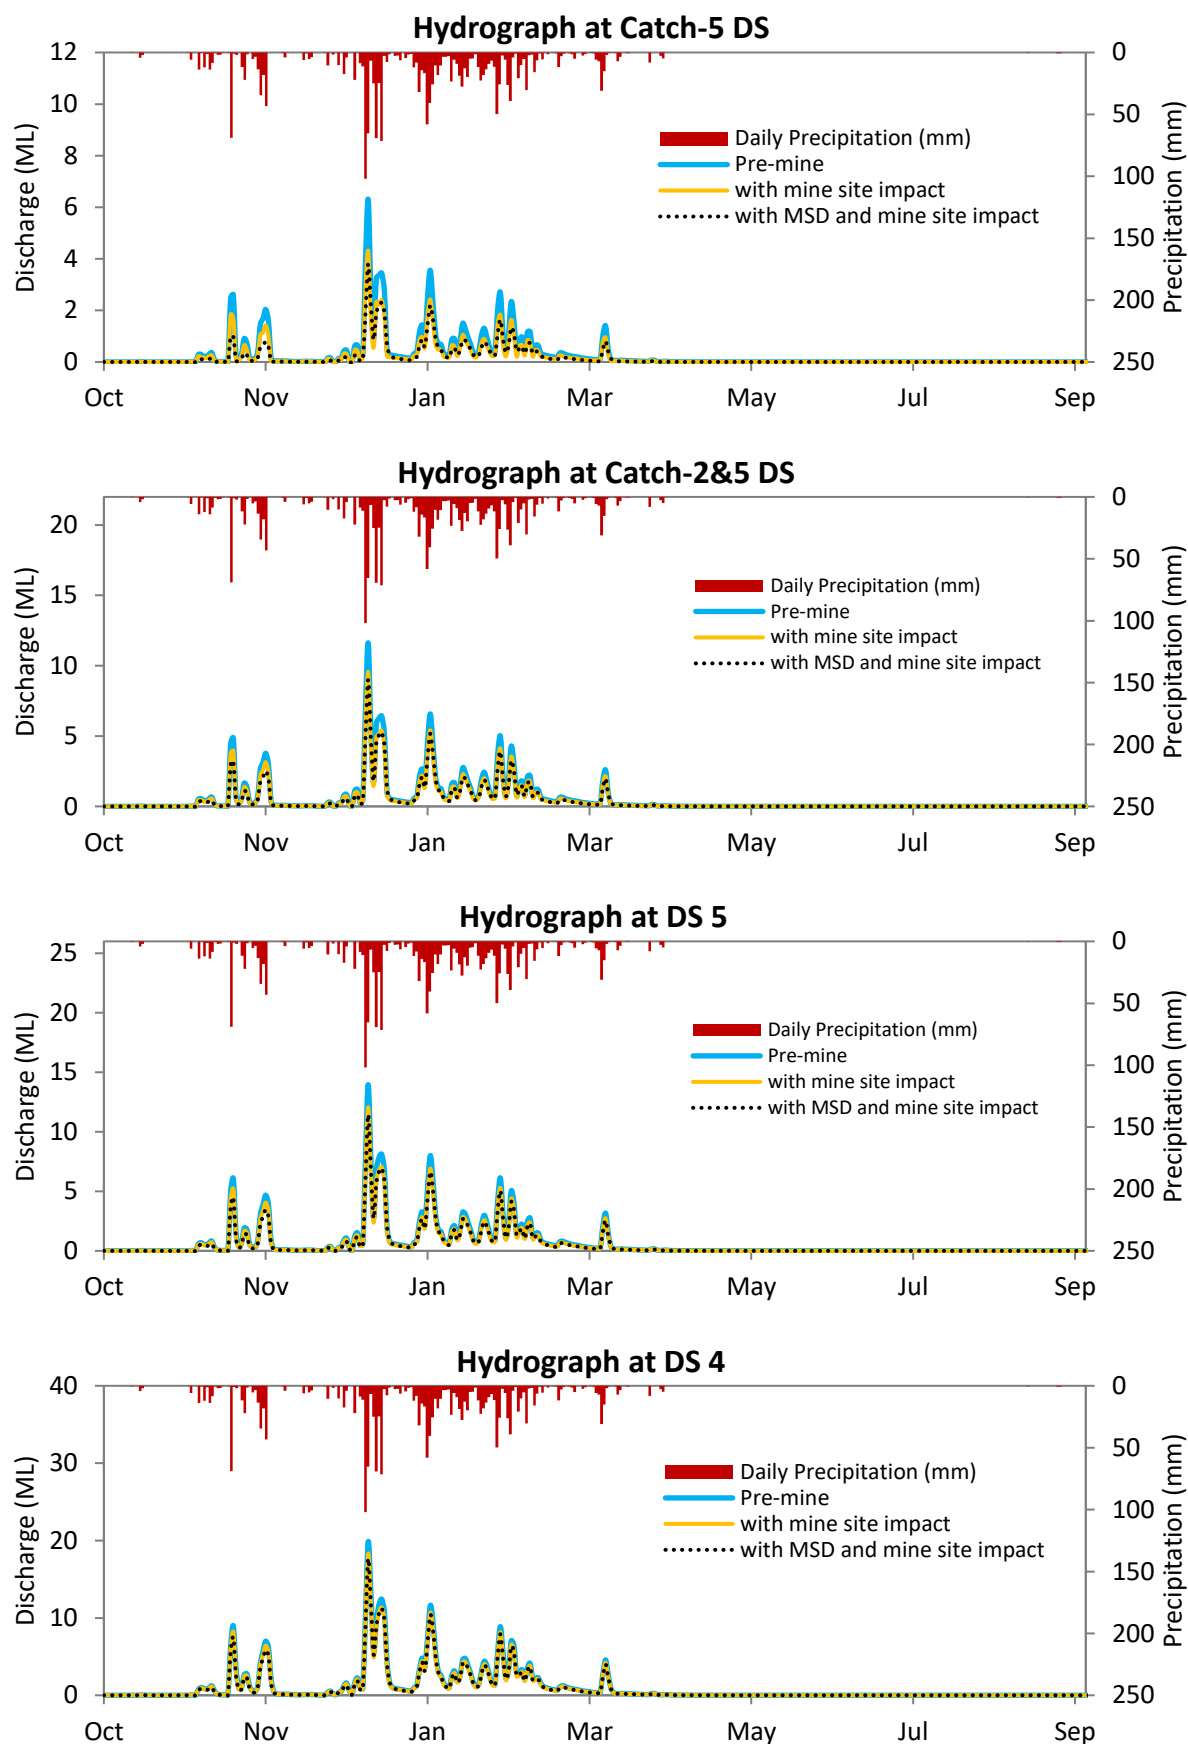 Hydrograph at Catch-5 DS
12
10
8
6
4
2
0
Discharge (ML)
0
50
100
150
200
250
Precipitation (mm)
Daily Precipitation (mm)
Pre-mine
with mine site impact
with MSD and mine site impact
Oct Nov Jan Mar May Jul Sep
Hydrograph at Catch-2&5 DS
20
15
10
5
0
Discharge (ML)
0
50
100
150
200
250
Precipitation (mm)
Daily Precipitation (mm)
Pre-mine
with mine site impact
with MSD and mine site impact
Oct Nov Jan Mar May Jul Sep
Hydrograph at DS 5
25
20
15
10
5
0
Discharge (ML)
0
50
100
150
200
250
Precipitation (mm)
Daily Precipitation (mm)
Pre-mine
with mine site impact
with MSD and mine site impact
Oct Nov Jan Mar May Jul Sep
Hydrograph at DS 4
40
30
20
10
0
Discharge (ML)
0
50
100
150
200
250
Precipitation (mm)
Daily Precipitation (mm)
Pre-mine
with mine site impact
with MSD and mine site impact
Oct Nov Jan Mar May Jul Sep